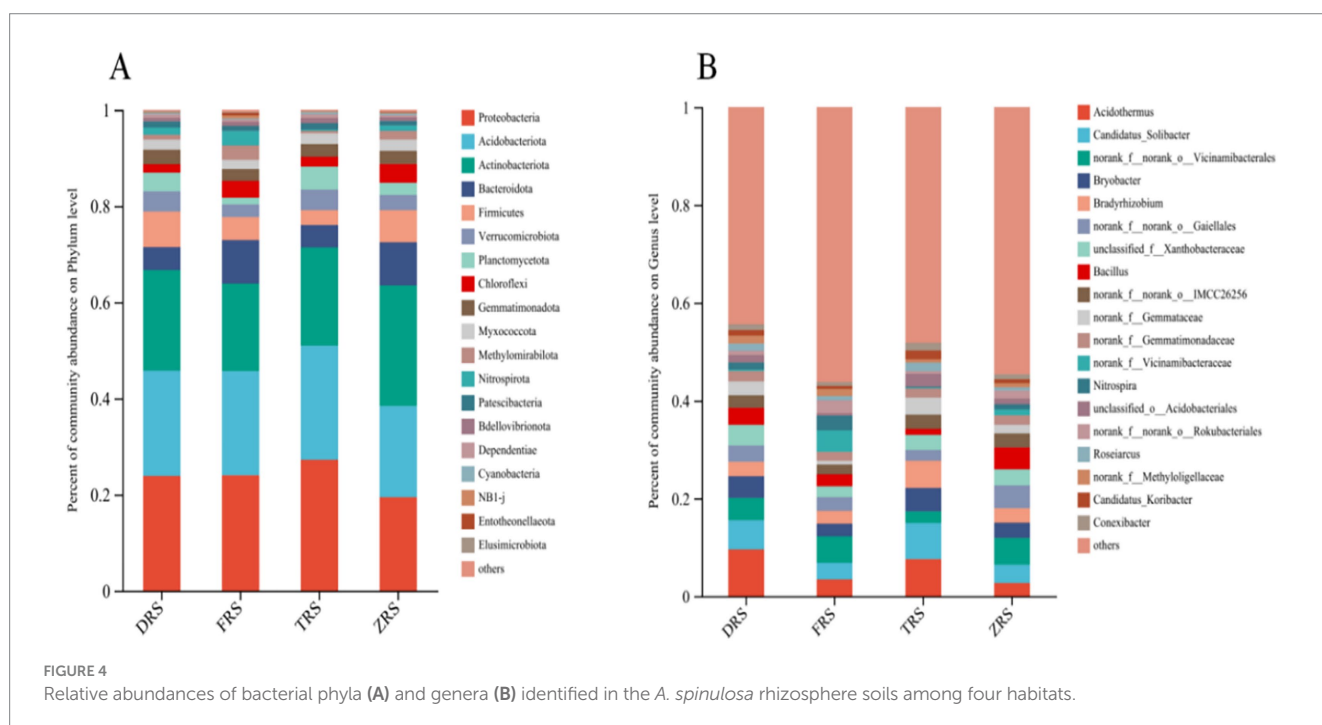 A
Percent of community abundance on Phylum level
1
0.8
0.6
0.4
0.2
0
DRS
FRS
TRS
ZRS
Proteobacteria
Acidobacteriota
Actinobacteriota
Bacteroidota
Firmicutes
Verrucomicrobiota
Planctomycetota
Chloroflexi
Gemmatimonadota
Myxococcota
Methylomirabilota
Nitrospirota
Patescibacteria
Bdellovibrionota
Dependentiae
Cyanobacteria
NB1-j
Entotheonellaeota
Elusimicrobiota
others
B
Percent of community abundance on Genus level
1
0.8
0.6
0.4
0.2
0
DRS
FRS
TRS
ZRS
Acidothermus
Candidatus_Solibacter
norank_f__norank_o__Vicinamibacterales
Bryobacter
Bradyrhizobium
norank_f__norank_o__Gaiellales
unclassified_f__Xanthobacteraceae
Bacillus
norank_f__norank_o__IMCC26256
norank_f__Gemmataceae
norank_f__Gemmatimonadaceae
norank_f__Vicinamibacteraceae
Nitrospira
unclassified_o__Acidobacteriales
norank_f__norank_o__Rokubacteriales
Roseiarcus
norank_f__Methyloligellaceae
Candidatus_Koribacter
Conexibacter
others
FIGURE 4
Relative abundances of bacterial phyla (A) and genera (B) identified in the A. spinulosa rhizosphere soils among four habitats.